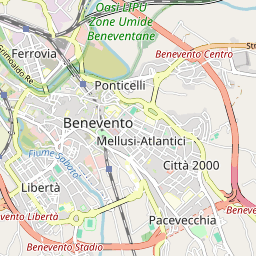 Oasi LIPU
Zone Umide
Beneventane
Ferrovia
Benevento Centro
Ponticelli
Benevento
Mellusi-Atlantici
Fiume Sabato
Città 2000
Libertà
Benevento Libertà
Pacevecchia
Benevento
Benevento Stadio